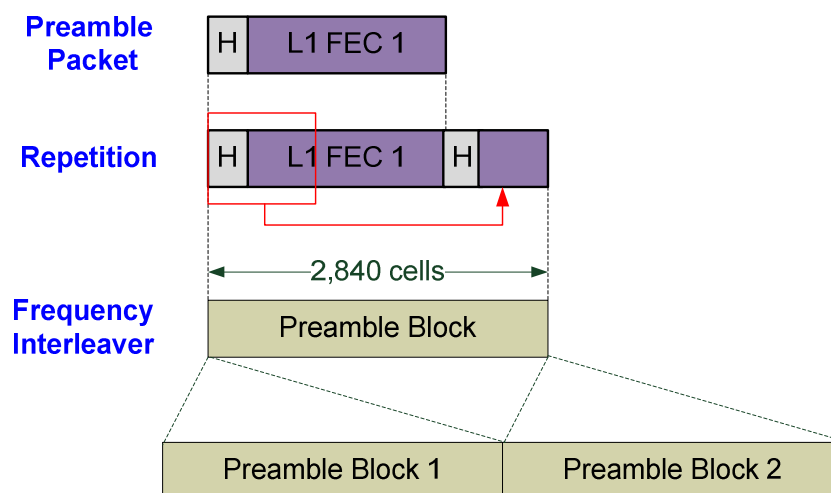 Preamble
Packet
H
L1 FEC 1
Repetition
H
L1 FEC 1
H
2,840 cells
Frequency
Interleaver
Preamble Block
Preamble Block 1
Preamble Block 2